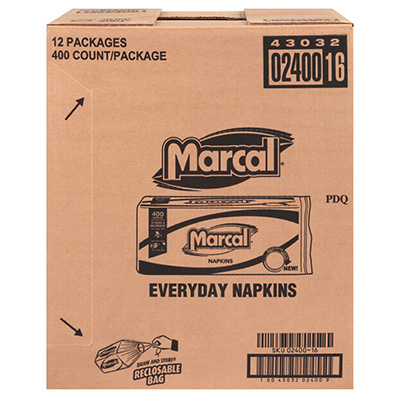 12 PACKAGES
400 COUNT/PACKAGE
43032
02400 16
Marcal
PDQ
400
Marcal
NAPKINS
NEW!
EVERYDAY NAPKINS
DRAW AND STORE®
RECLOSABLE
BAG
SKU 02400-16
1 00 43032 02400 9